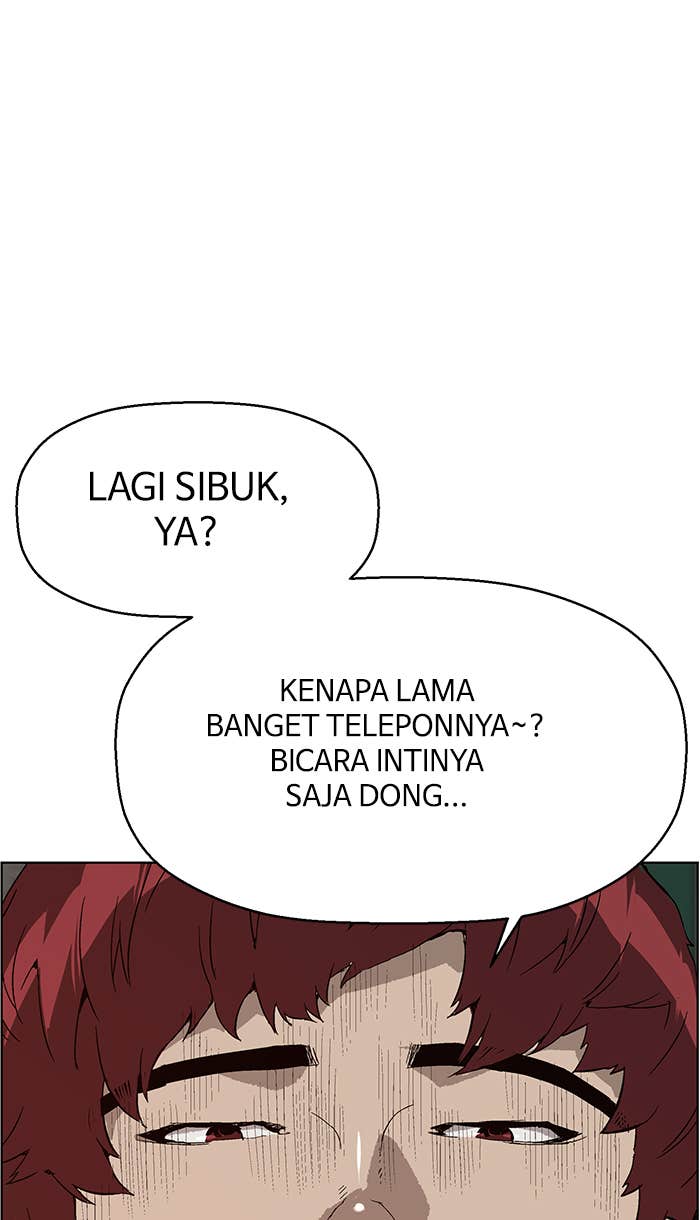 LAGI SIBUK,
YA?
KENAPA LAMA
BANGET TELEPONNYA~?
BICARA INTINYA
SAJA DONG...